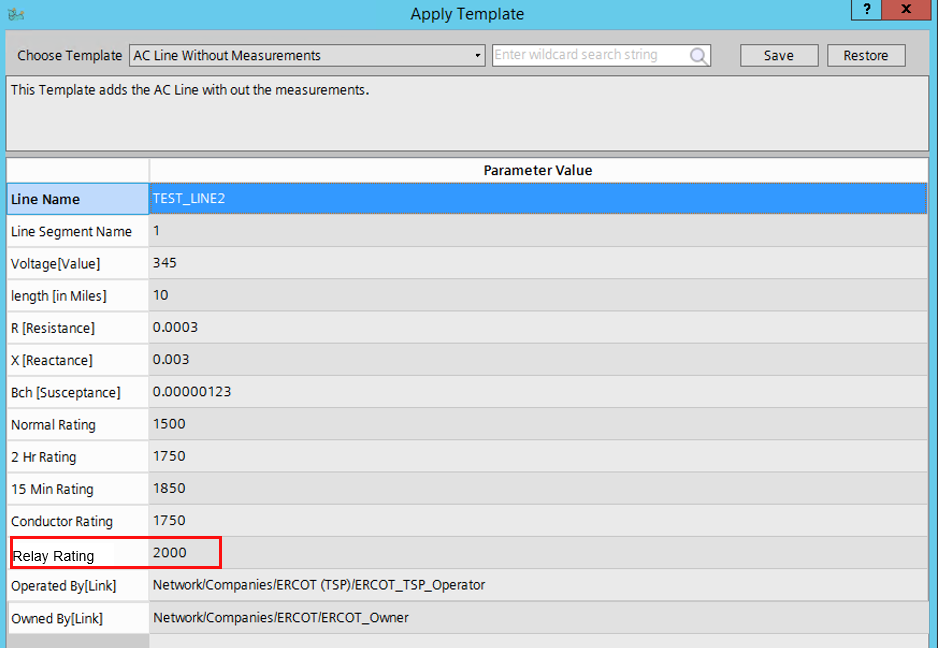 Apply Template
?
x
Choose Template AC Line Without Measurements Enter wildcard search string Save Restore
This Template adds the AC Line with out the measurements.
Parameter Value
Line Name TEST_LINE2
Line Segment Name 1
Voltage[Value] 345
length [in Miles] 10
R [Resistance] 0.0003
X [Reactance] 0.003
Bch [Susceptance] 0.00000123
Normal Rating 1500
2 Hr Rating 1750
15 Min Rating 1850
Conductor Rating 1750
Relay Rating 2000
Operated By[Link] Network/Companies/ERCOT (TSP)/ERCOT_TSP_Operator
Owned By[Link] Network/Companies/ERCOT/ERCOT_Owner